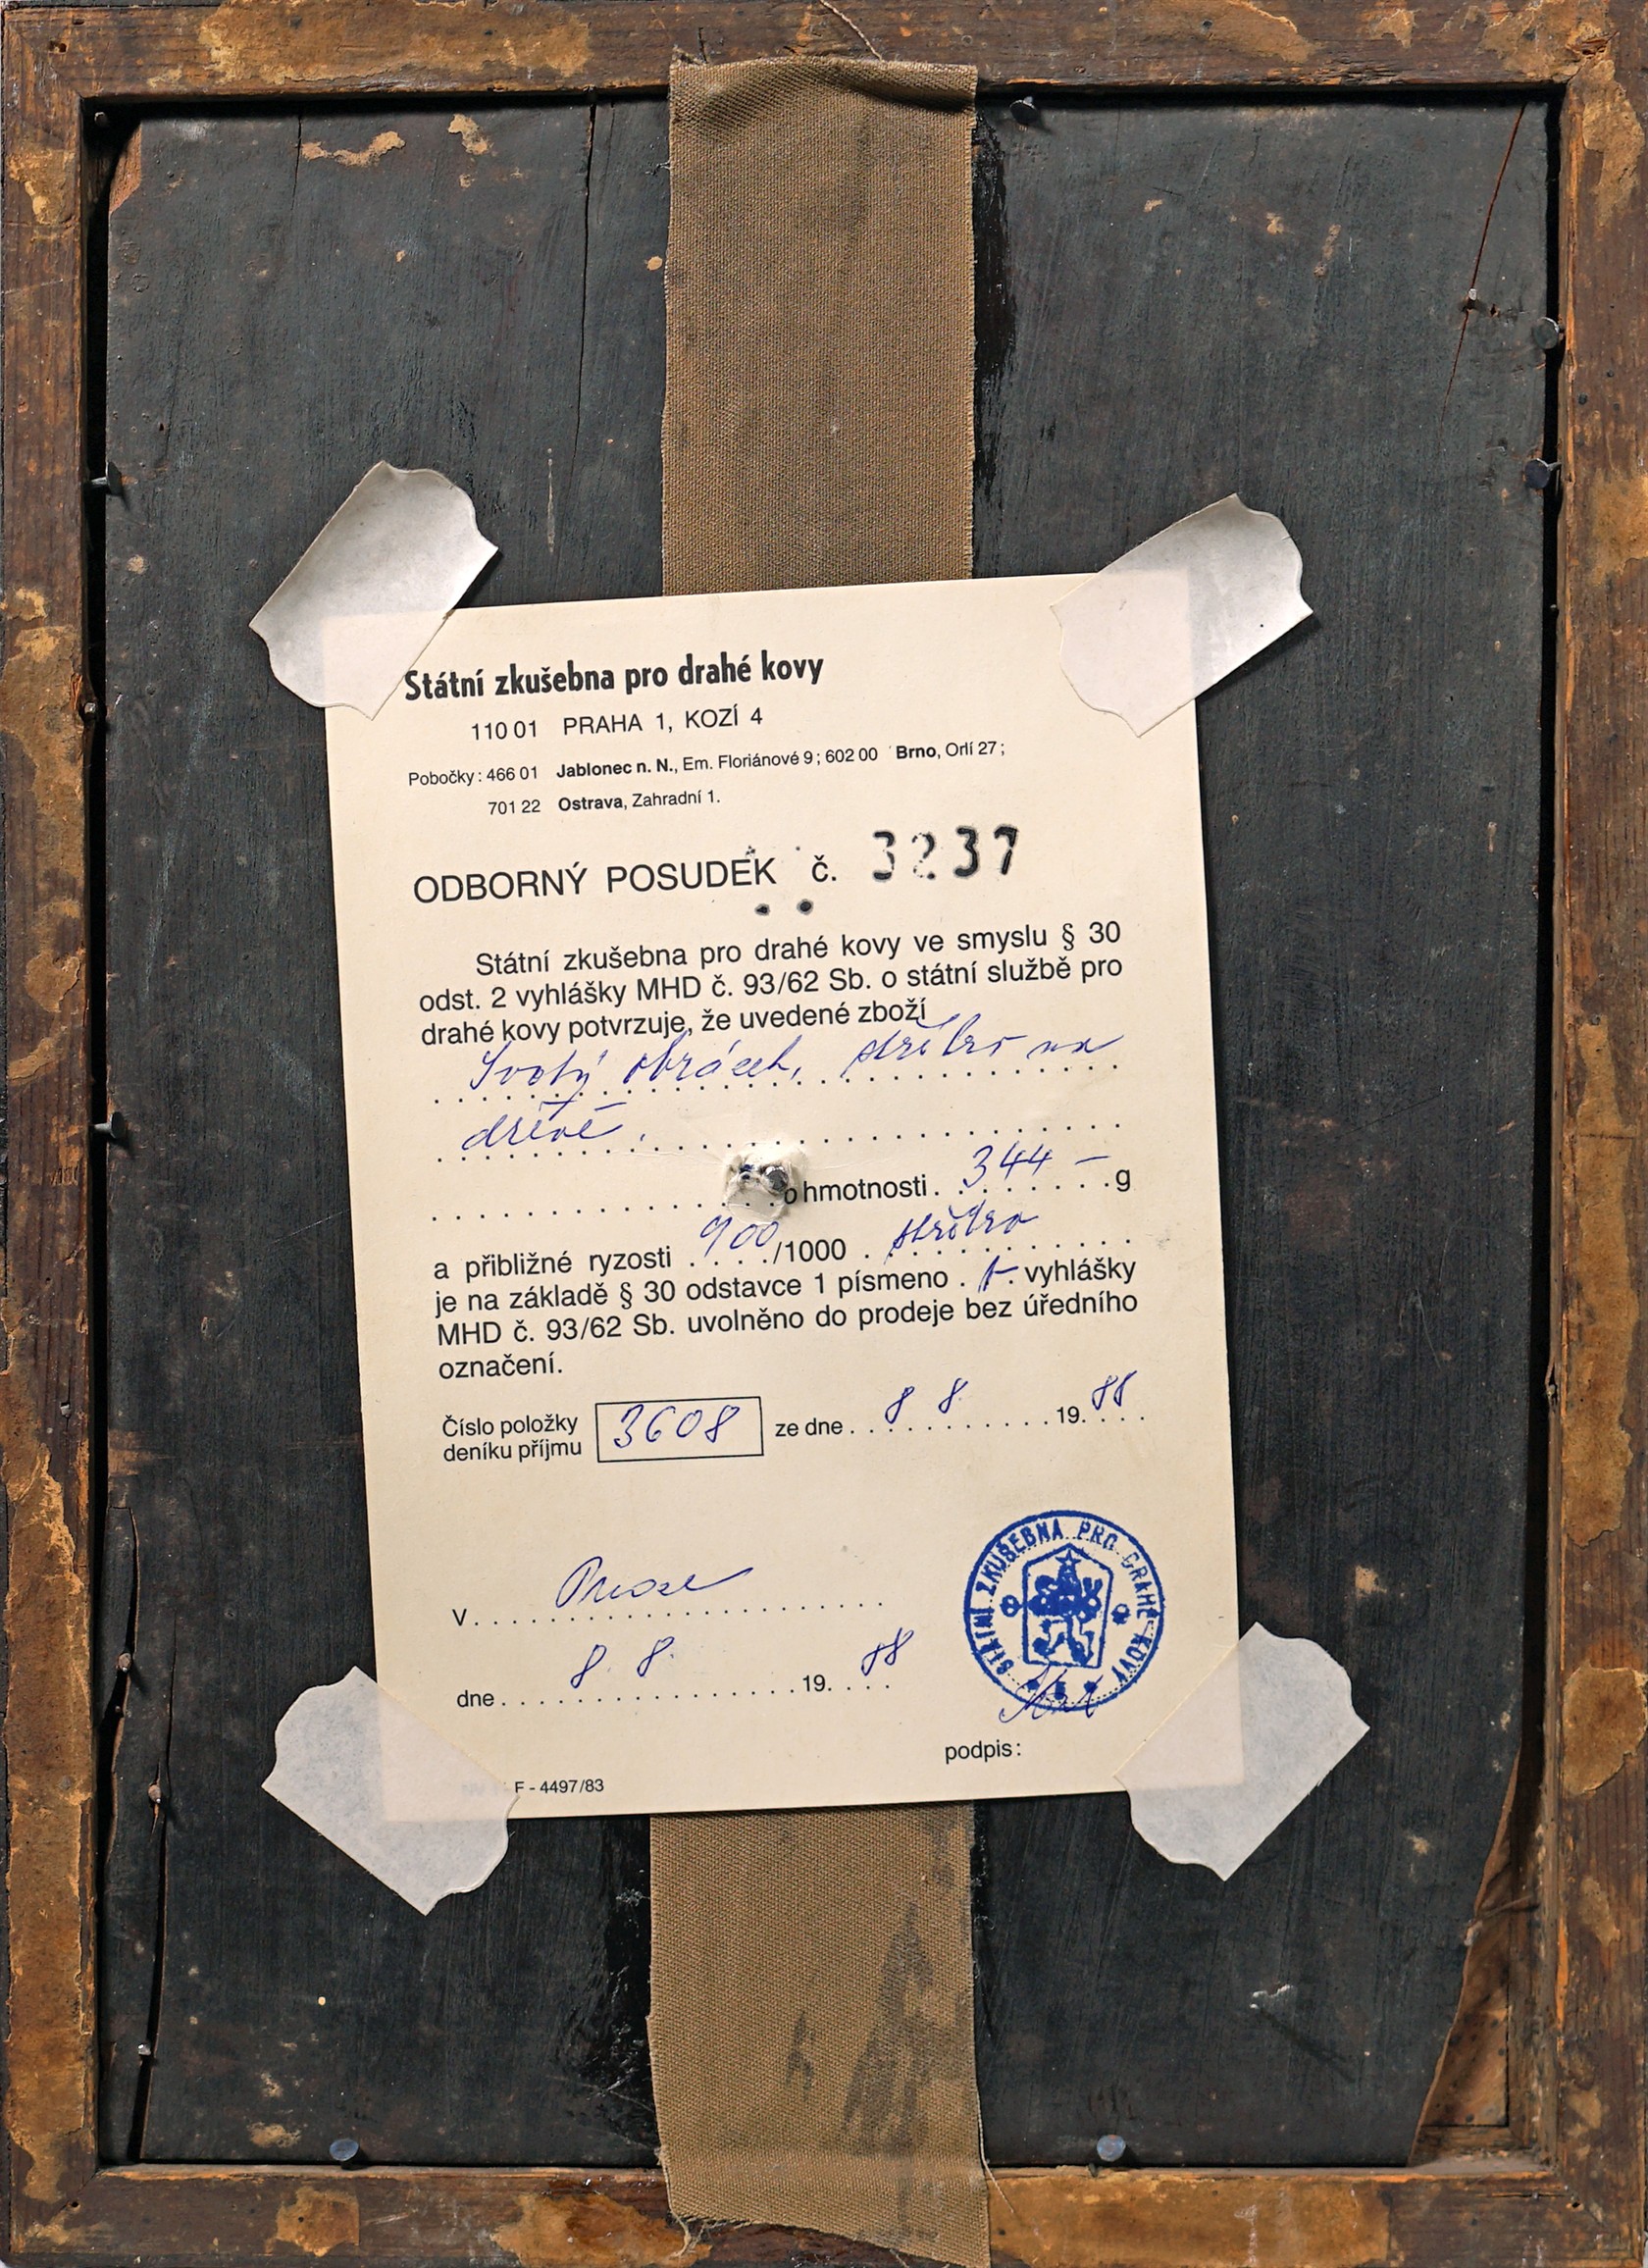 Státní zkušebna pro drahé kovy
110 01 PRAHA 1, KOZÍ 4
Pobočky: 466 01 Jablonec n. N., Em. Floriánové 9; 602 00 Brno, Orlí 27;
701 22 Ostrava, Zahradní 1.
ODBORNÝ POSUDEK č. 3237
Státní zkušebna pro drahé kovy ve smyslu § 30
odst. 2 vyhlášky MHD č. 93/62 Sb. o státní službě pro
drahé kovy potvrzuje, že uvedené zboží
Svatý obrázek, stříbro na
dřevě.
o hmotnosti 344 — g
a přibližné ryzosti 900/1000 stříbro
je na základě § 30 odstavce 1 písmeno vyhlášky
MHD č. 93/62 Sb. uvolněno do prodeje bez úředního
označení.
Číslo položky
deníku příjmu 3608 ze dne 8 8 1988
STÁTNÍ ZKUŠEBNA PRO DRAHÉ KOVY
v Praze
dne 8. 8. 1988
podpis:
F - 4497/83